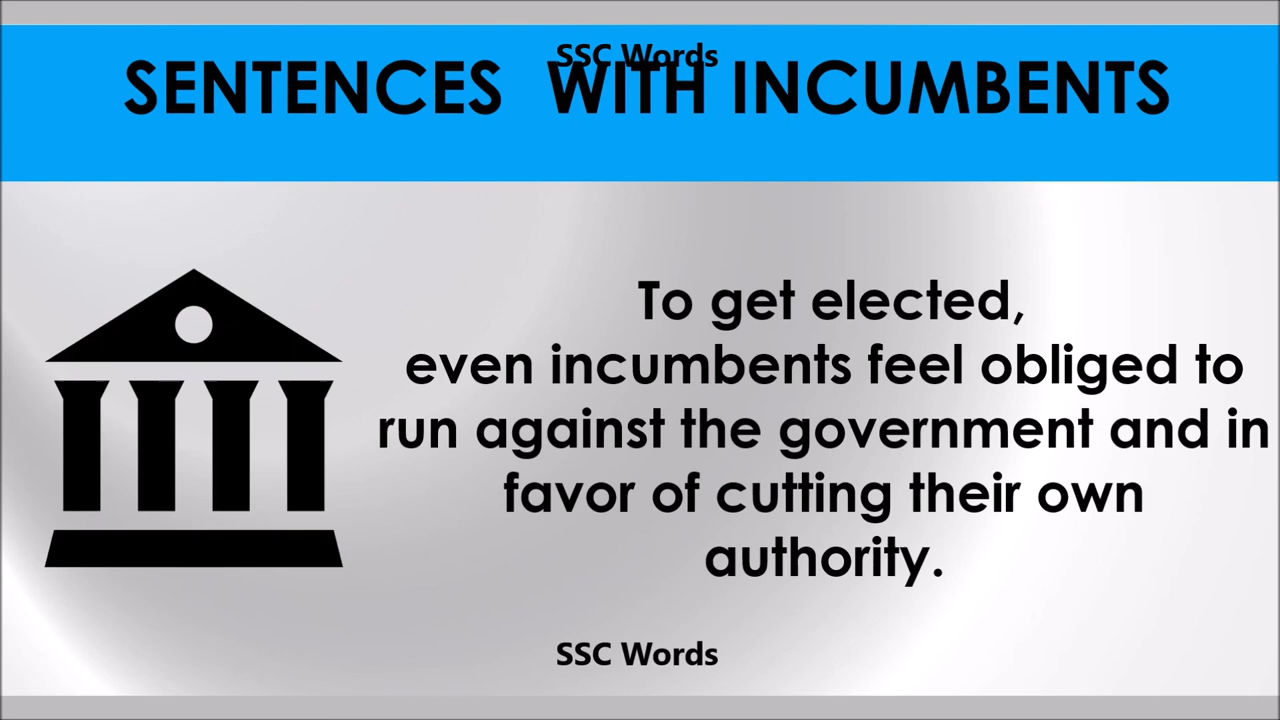 SSC Words
SENTENCES WITH INCUMBENTS
To get elected,
even incumbents feel obliged to
run against the government and in
favor of cutting their own
authority.
SSC Words